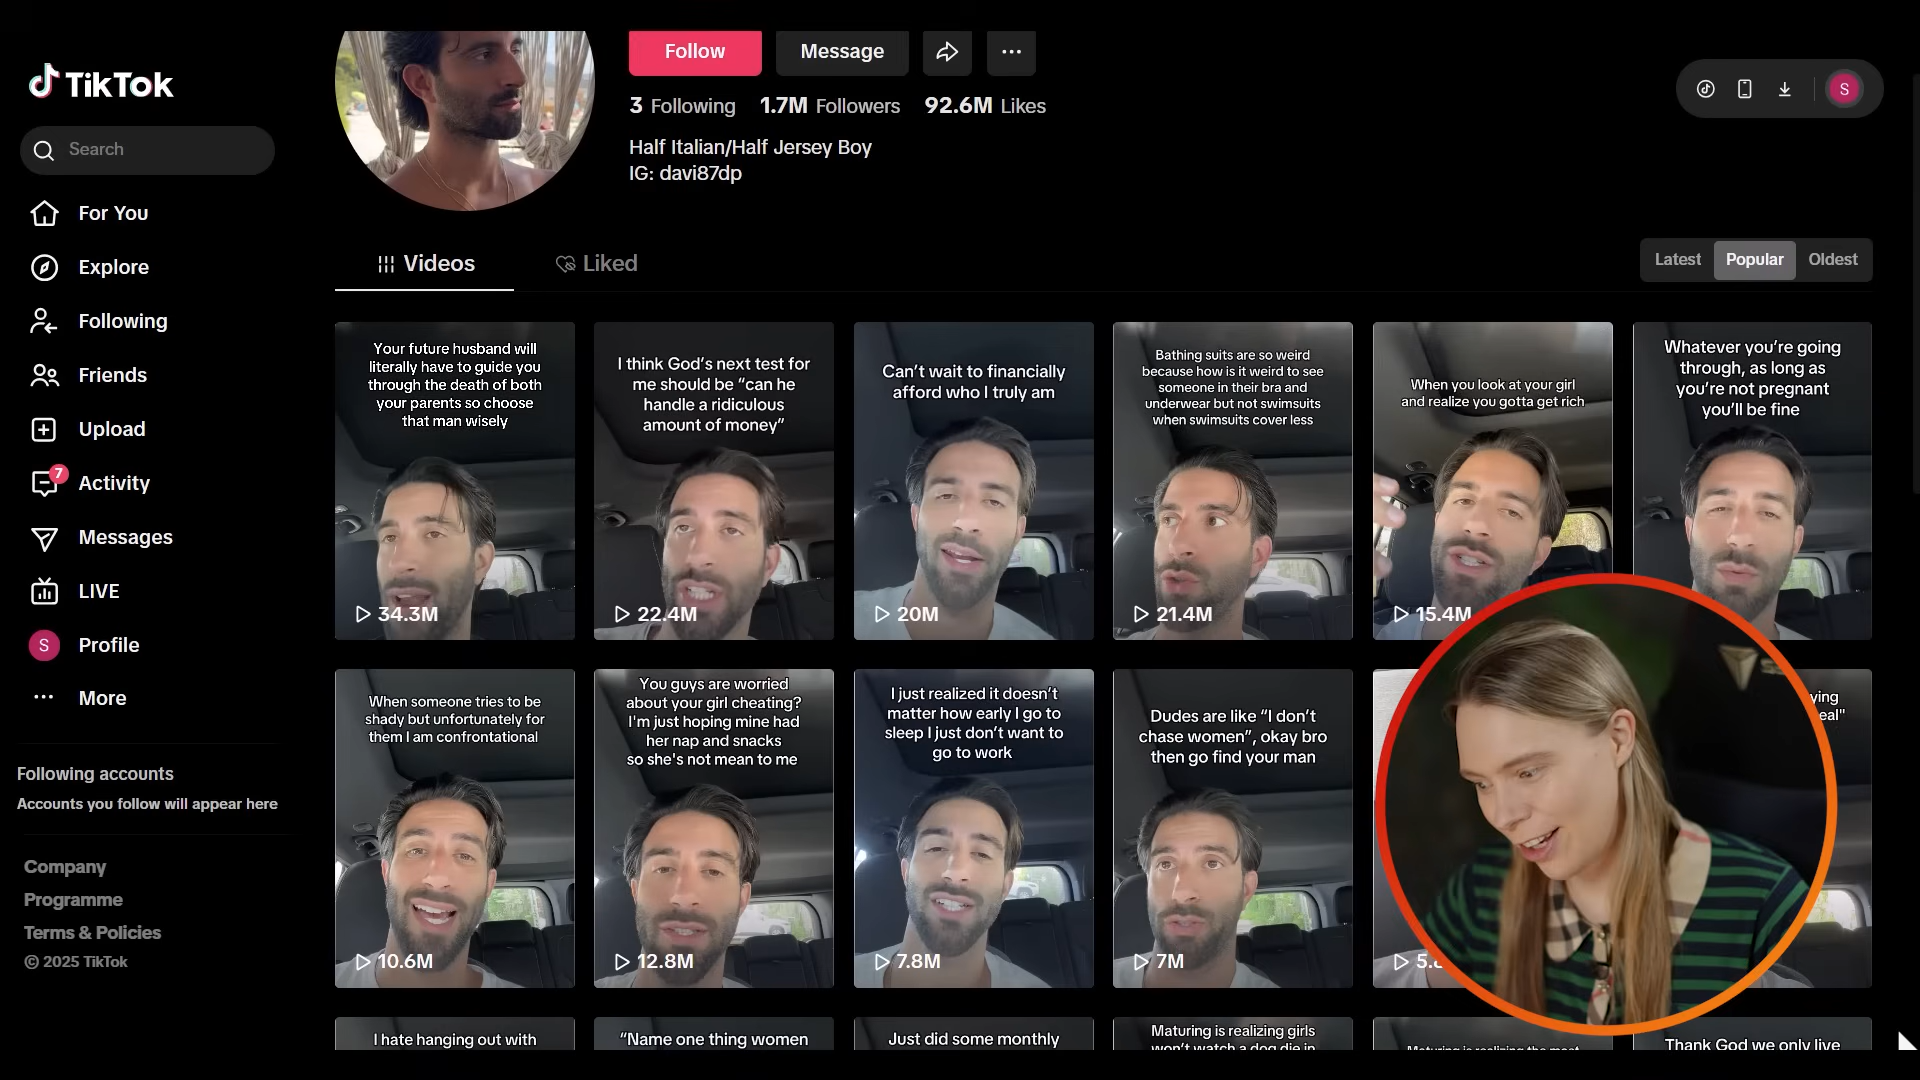 TikTok
Search
For You
Explore
Following
Friends
Upload
7
Activity
Messages
LIVE
S
Profile
More
Following accounts
Accounts you follow will appear here
Company
Programme
Terms & Policies
© 2025 TikTok
Follow
Message
3 Following 1.7M Followers 92.6M Likes
Half Italian/Half Jersey Boy
IG: davi87dp
S
Videos
Liked
Latest
Popular
Oldest
Your future husband will
literally have to guide you
through the death of both
your parents so choose
that man wisely
34.3M
I think God's next test for
me should be "can he
handle a ridiculous
amount of money"
22.4M
Can't wait to financially
afford who I truly am
20M
Bathing suits are so weird
because how is it weird to see
someone in their bra and
underwear but not swimsuits
when swimsuits cover less
21.4M
When you look at your girl
and realize you gotta get rich
15.4M
Whatever you're going
through, as long as
you're not pregnant
you'll be fine
When someone tries to be
shady but unfortunately for
them I am confrontational
10.6M
You guys are worried
about your girl cheating?
I'm just hoping mine had
her nap and snacks
so she's not mean to me
12.8M
I just realized it doesn't
matter how early I go to
sleep I just don't want to
go to work
7.8M
Dudes are like "I don't
chase women", okay bro
then go find your man
7M
I hate hanging out with
"Name one thing women
Just did some monthly
Maturing is realizing girls
won't watch a dog die in
Maturing is realizing the most
Thank God we only live